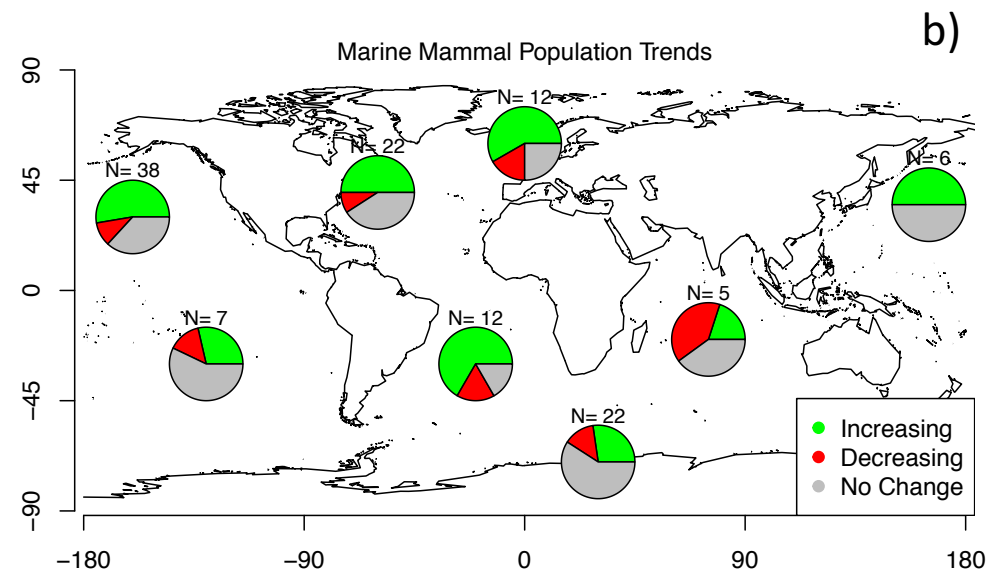 b)
Marine Mammal Population Trends
90
45
0
−45
−90
N= 12
N= 22
N= 6
N= 38
N= 5
N= 7
N= 12
N= 22
Increasing
Decreasing
No Change
−180
−90
0
90
180